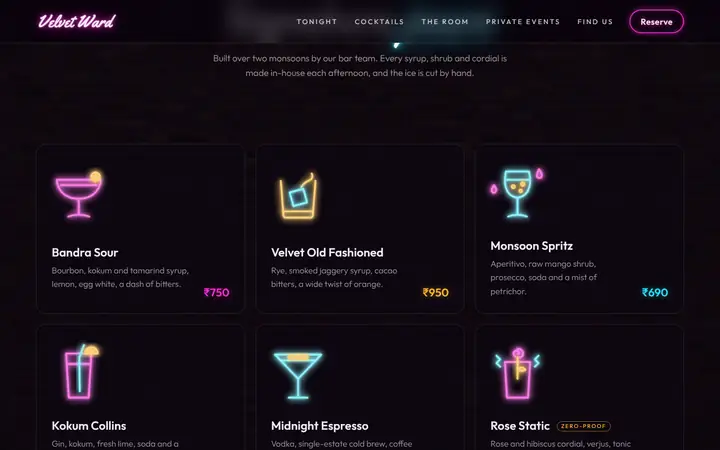 Velvet Ward
TONIGHT
COCKTAILS
THE ROOM
PRIVATE EVENTS
FIND US
Reserve
Built over two monsoons by our bar team. Every syrup, shrub and cordial is
made in-house each afternoon, and the ice is cut by hand.
Bandra Sour
Bourbon, kokum and tamarind syrup,
lemon, egg white, a dash of bitters.
₹750
Velvet Old Fashioned
Rye, smoked jaggery syrup, cacao
bitters, a wide twist of orange.
₹950
Monsoon Spritz
Aperitivo, raw mango shrub,
prosecco, soda and a mist of
petrichor.
₹690
Kokum Collins
Gin, kokum, fresh lime, soda and a
Midnight Espresso
Vodka, single-estate cold brew, coffee
Rose Static
ZERO-PROOF
Rose and hibiscus cordial, verjus, tonic